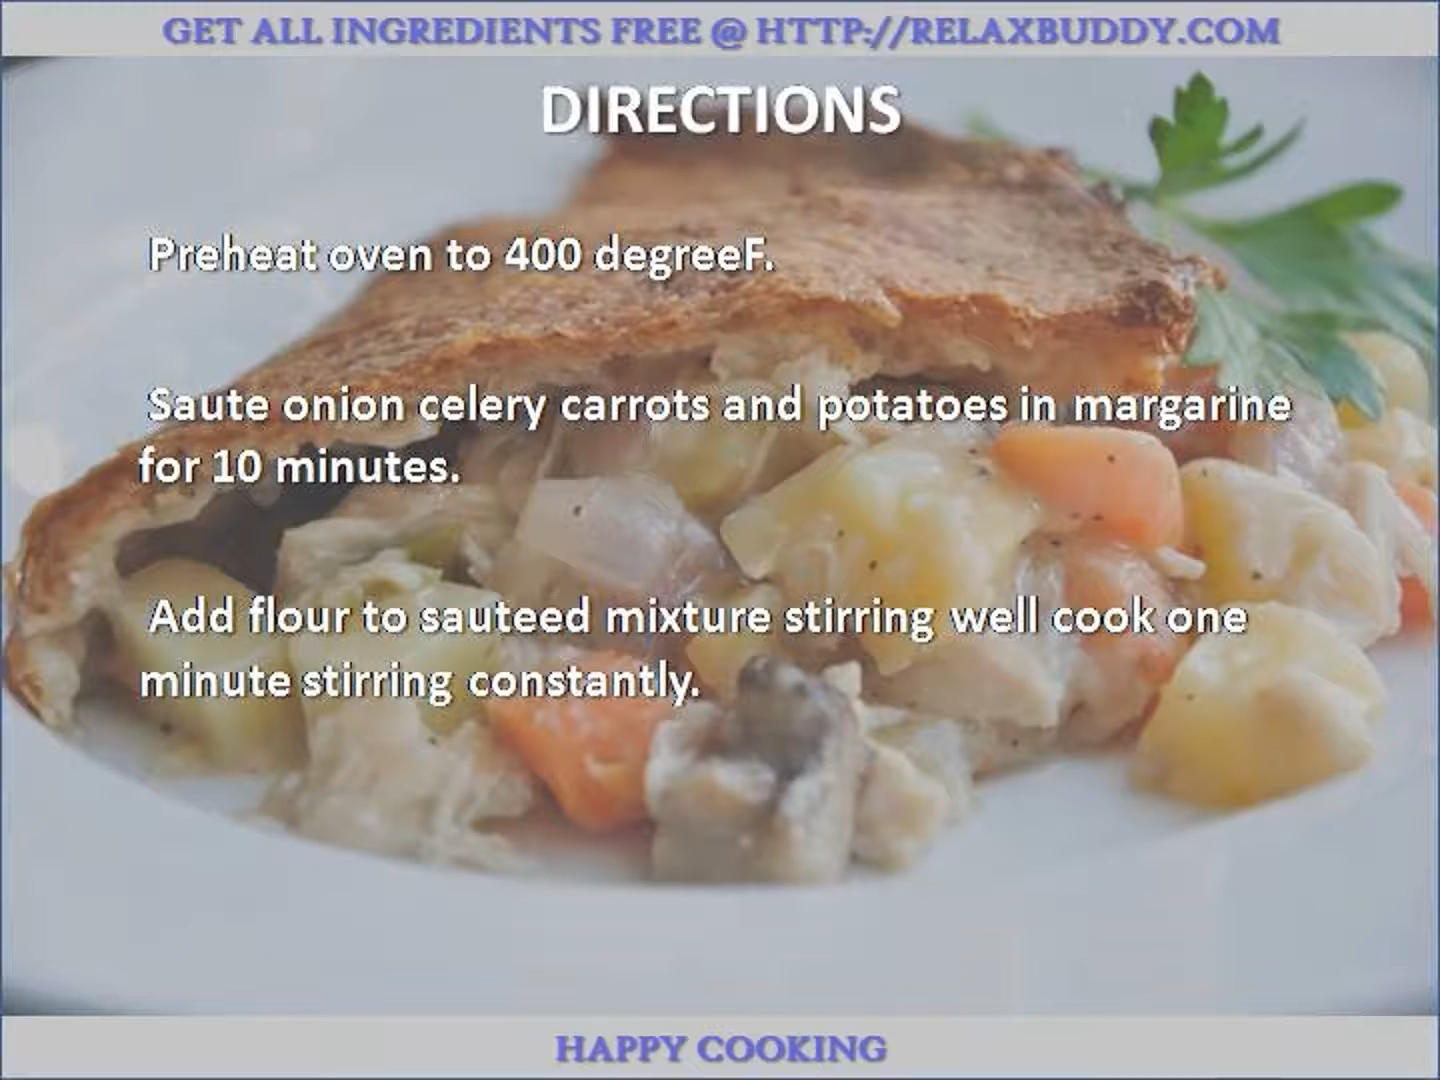 GET ALL INGREDIENTS FREE @ HTTP://RELAXBUDDY.COM
DIRECTIONS
Preheat oven to 400 degreeF.
Saute onion celery carrots and potatoes in margarine
for 10 minutes.
Add flour to sauteed mixture stirring well cook one
minute stirring constantly.
HAPPY COOKING